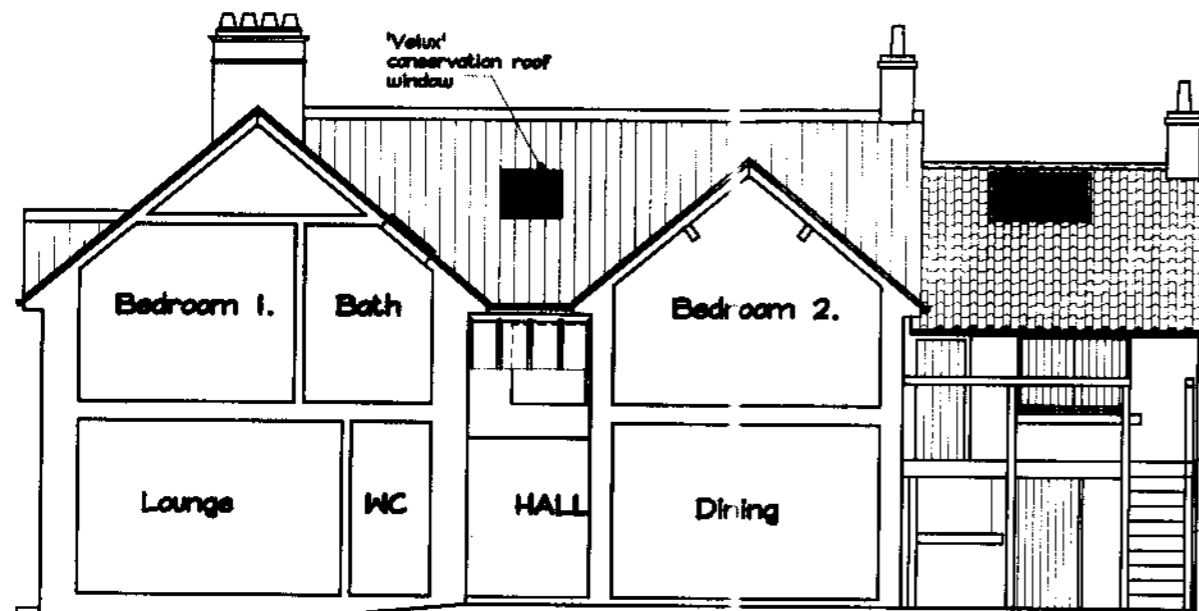 'Velux'
conservation roof
window
Bedroom 1.
Bath
Bedroom 2.
Lounge
WC
HALL
Dining